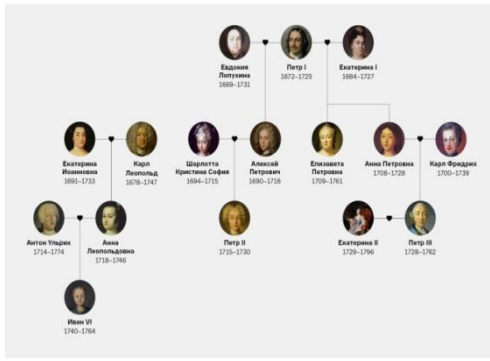 Евдокия
Лопухина
1669–1731
Петр I
1672–1725
Екатерина I
1684–1727
Екатерина
Иоанновна
1691–1733
Карл
Леопольд
1678–1747
Шарлотта
Кристина София
1694–1715
Алексей
Петрович
1690–1718
Елизавета
Петровна
1709–1761
Анна Петровна
1708–1728
Карл Фридрих
1700–1739
Антон Ульрих
1714–1774
Анна
Леопольдовна
1718–1746
Петр II
1715–1730
Екатерина II
1729–1796
Петр III
1728–1762
Иван VI
1740–1764